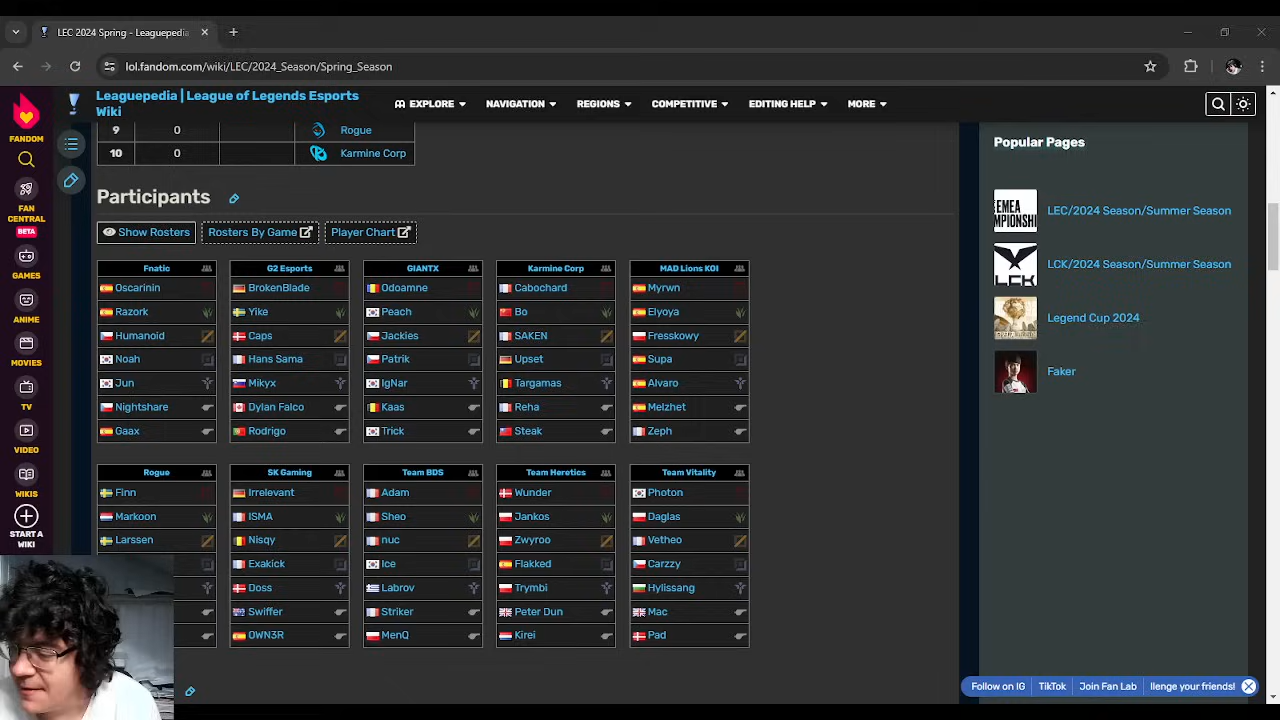 LEC 2024 Spring - Leaguepedia
lol.fandom.com/wiki/LEC/2024_Season/Spring_Season
Leaguepedia | League of Legends Esports
Wiki
EXPLORE
NAVIGATION
REGIONS
COMPETITIVE
EDITING HELP
MORE
FANDOM
FAN
CENTRAL
BETA
GAMES
ANIME
MOVIES
TV
VIDEO
WIKIS
START A
WIKI
9 0 Rogue
10 0 Karmine Corp
Participants
Show Rosters
Rosters By Game
Player Chart
Fnatic
Oscarinin
Razork
Humanoid
Noah
Jun
Nightshare
Gaax
G2 Esports
BrokenBlade
Yike
Caps
Hans Sama
Mikyx
Dylan Falco
Rodrigo
GIANTX
Odoamne
Peach
Jackies
Patrik
IgNar
Kaas
Trick
Karmine Corp
Cabochard
Bo
SAKEN
Upset
Targamas
Reha
Steak
MAD Lions KOI
Myrwn
Elyoya
Fresskowy
Supa
Alvaro
Melzhet
Zeph
Rogue
Finn
Markoon
Larssen
SK Gaming
Irrelevant
ISMA
Nisqy
Exakick
Doss
Swiffer
OWN3R
Team BDS
Adam
Sheo
nuc
Ice
Labrov
Striker
MenQ
Team Heretics
Wunder
Jankos
Zwyroo
Flakked
Trymbi
Peter Dun
Kirei
Team Vitality
Photon
Daglas
Vetheo
Carzzy
Hylissang
Mac
Pad
Popular Pages
LEC/2024 Season/Summer Season
LCK/2024 Season/Summer Season
Legend Cup 2024
Faker
Follow on IG
TikTok
Join Fan Lab
llenge your friends!